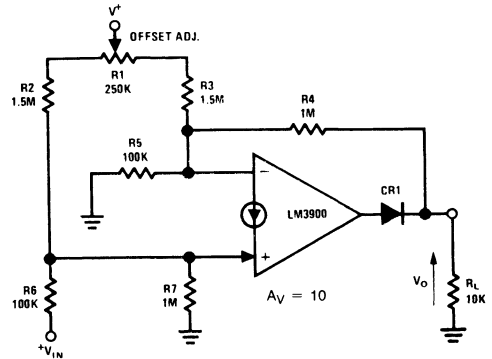 V+
OFFSET ADJ.
R1
250K
R2
1.5M
R3
1.5M
R4
1M
R5
100K
−
LM3900
CR1
+
R6
100K
R7
1M
AV = 10
VO
RL
10K
+VIN